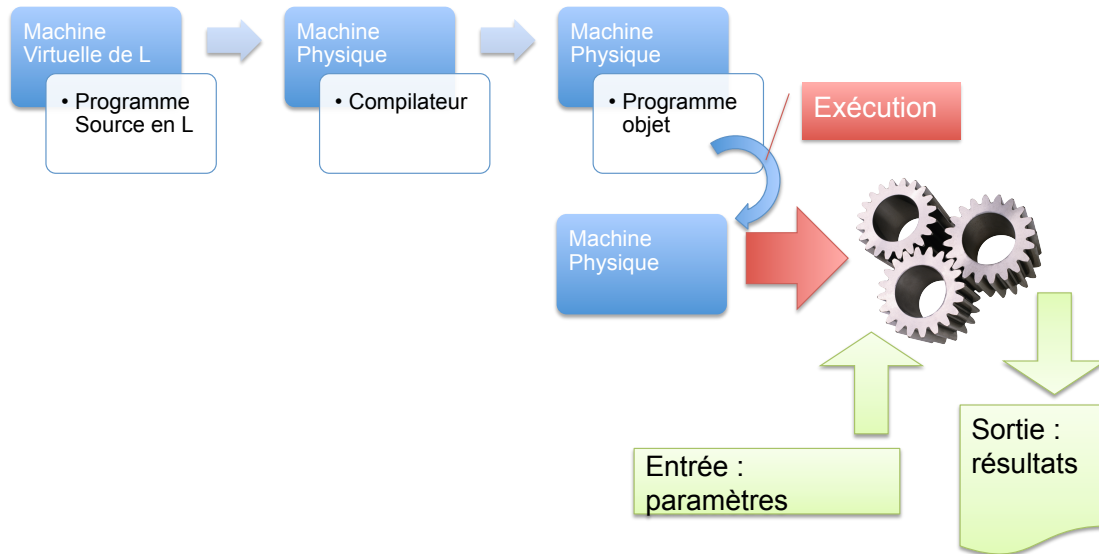 Machine
Virtuelle de L
• Programme
Source en L
Machine
Physique
• Compilateur
Machine
Physique
• Programme
objet
Exécution
Machine
Physique
Entrée :
paramètres
Sortie :
résultats